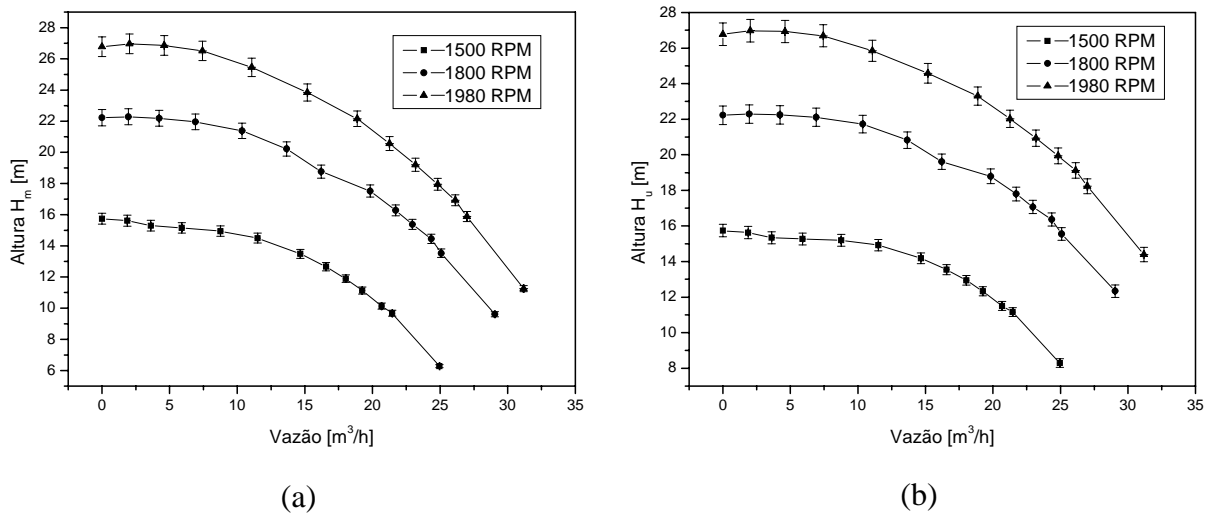 28
26
24
22
20
18
16
14
12
10
8
6
Altura H_m [m]
1500 RPM
1800 RPM
1980 RPM
0 5 10 15 20 25 30 35
Vazão [m³/h]
(a)
28
26
24
22
20
18
16
14
12
10
8
Altura H_u [m]
1500 RPM
1800 RPM
1980 RPM
0 5 10 15 20 25 30 35
Vazão [m³/h]
(b)